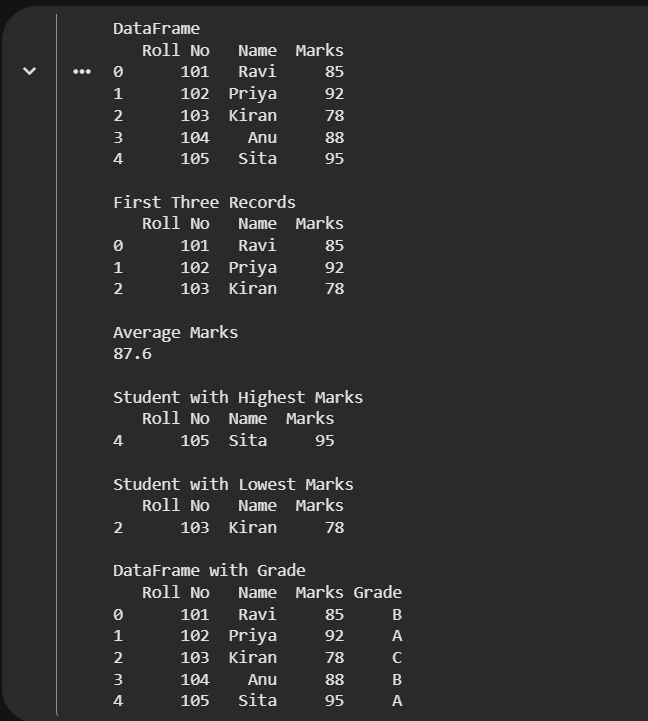 DataFrame
   Roll No   Name  Marks
0      101   Ravi     85
1      102  Priya     92
2      103  Kiran     78
3      104    Anu     88
4      105   Sita     95
First Three Records
   Roll No   Name  Marks
0      101   Ravi     85
1      102  Priya     92
2      103  Kiran     78
Average Marks
87.6
Student with Highest Marks
   Roll No  Name  Marks
4      105  Sita     95
Student with Lowest Marks
   Roll No   Name  Marks
2      103  Kiran     78
DataFrame with Grade
   Roll No   Name  Marks Grade
0      101   Ravi     85     B
1      102  Priya     92     A
2      103  Kiran     78     C
3      104    Anu     88     B
4      105   Sita     95     A